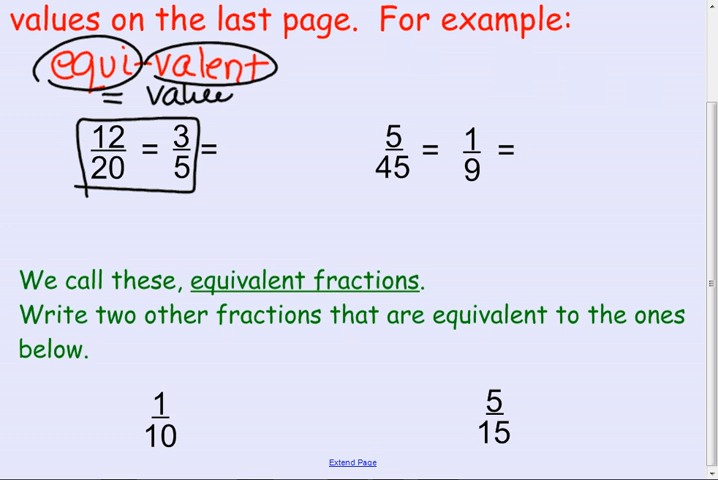 values on the last page. For example:
equi-valent
= value
12/20 = 3/5 =
5/45 = 1/9 =
We call these, equivalent fractions.
Write two other fractions that are equivalent to the ones
below.
1/10
5/15
Extend Page